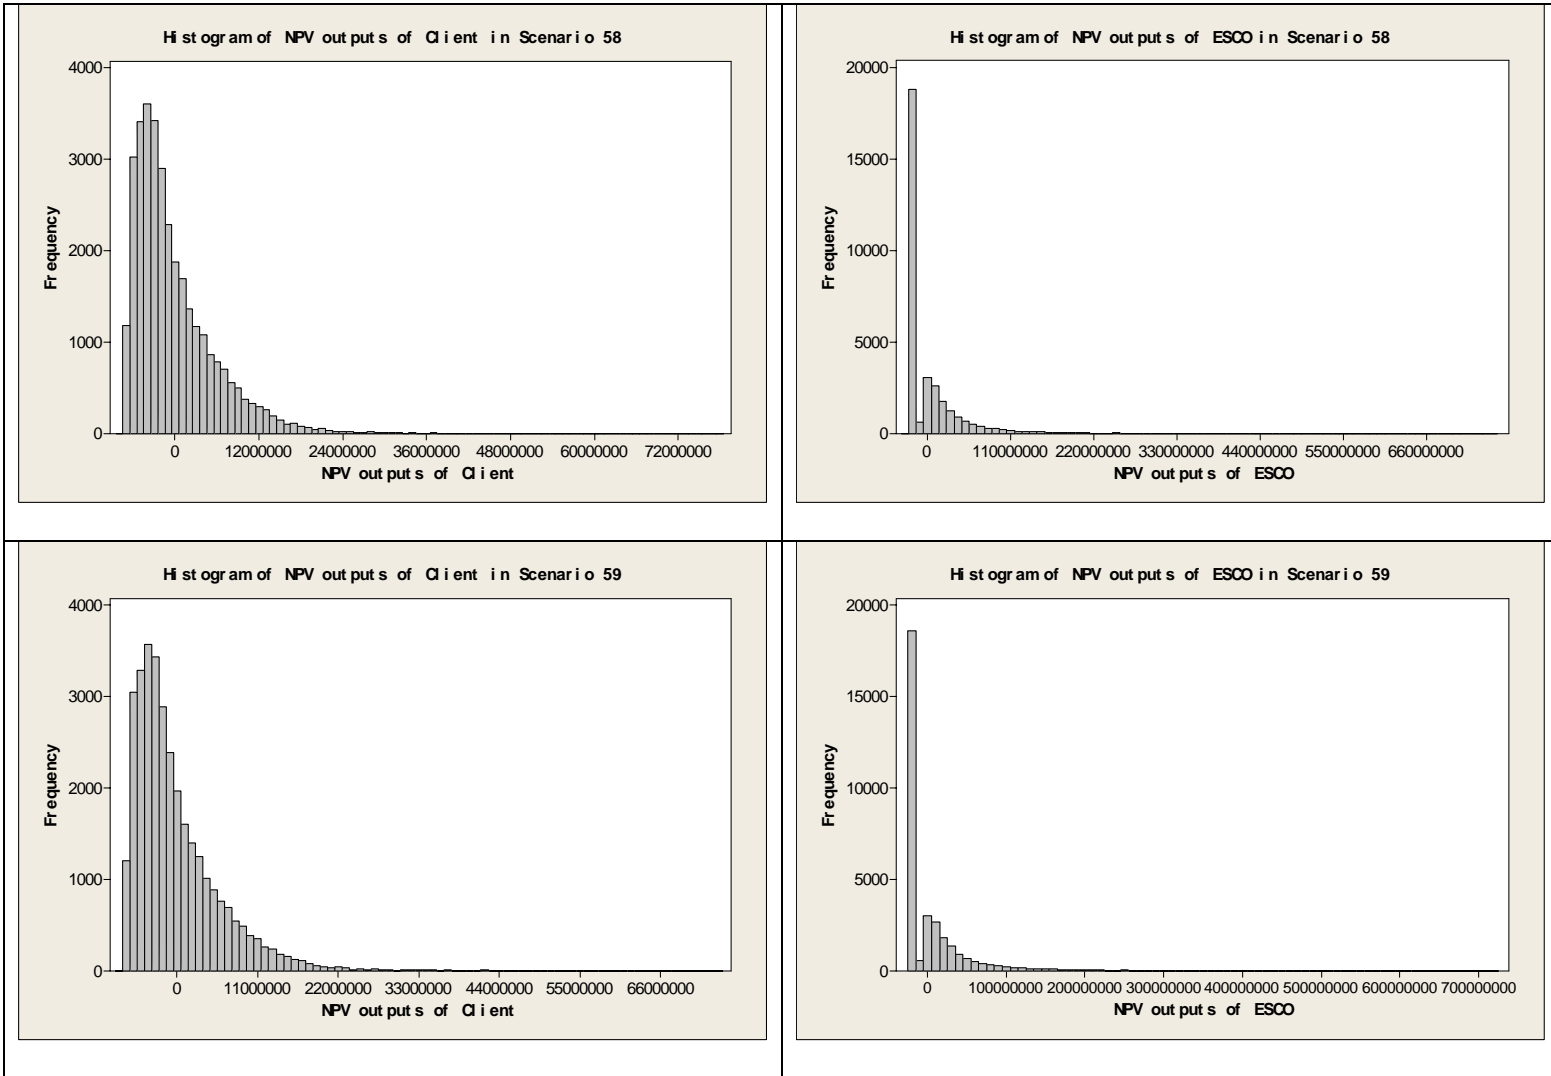 Histogram of NPV outputs of Client in Scenario 58
4000
3000
2000
1000
0
Frequency
0 12000000 24000000 36000000 48000000 60000000 72000000
NPV outputs of Client
Histogram of NPV outputs of ESCO in Scenario 58
20000
15000
10000
5000
0
Frequency
0 110000000 220000000 330000000 440000000 550000000 660000000
NPV outputs of ESCO
Histogram of NPV outputs of Client in Scenario 59
4000
3000
2000
1000
0
Frequency
0 11000000 22000000 33000000 44000000 55000000 66000000
NPV outputs of Client
Histogram of NPV outputs of ESCO in Scenario 59
20000
15000
10000
5000
0
Frequency
0 100000000 200000000 300000000 400000000 500000000 600000000 700000000
NPV outputs of ESCO